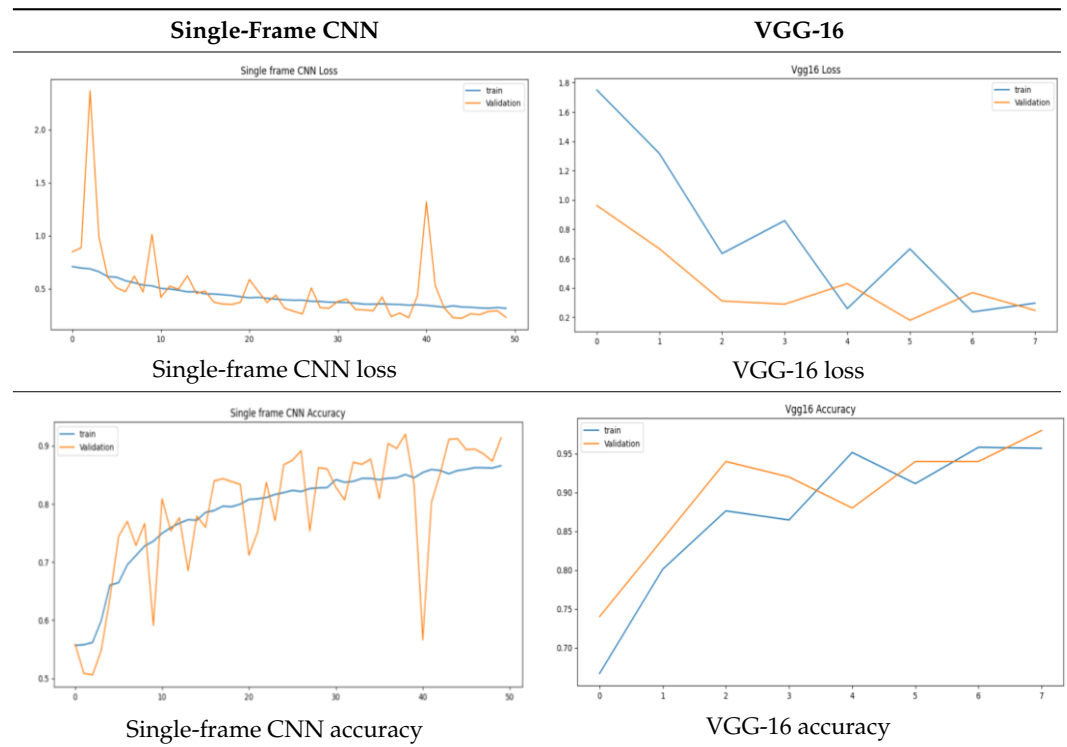 Single-Frame CNN VGG-16
Single frame CNN Loss
train
Validation
2.0
1.5
1.0
0.5
0 10 20 30 40 50
Single-frame CNN loss
Vgg16 Loss
train
Validation
1.8
1.6
1.4
1.2
1.0
0.8
0.6
0.4
0.2
0 1 2 3 4 5 6 7
VGG-16 loss
Single frame CNN Accuracy
train
Validation
0.9
0.8
0.7
0.6
0.5
0 10 20 30 40 50
Single-frame CNN accuracy
Vgg16 Accuracy
train
Validation
0.95
0.90
0.85
0.80
0.75
0.70
0 1 2 3 4 5 6 7
VGG-16 accuracy